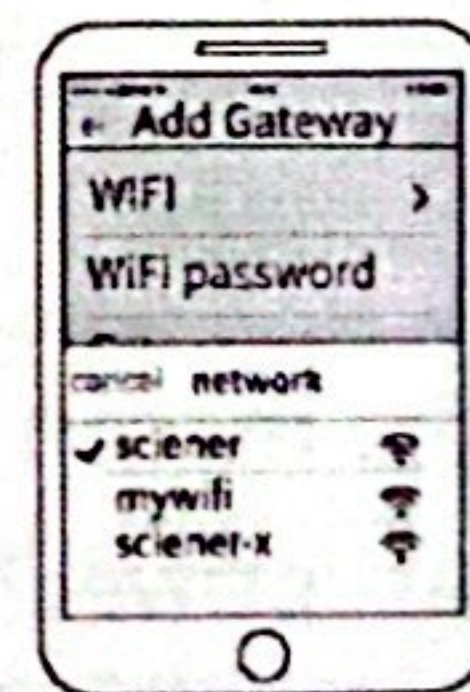 ← Add Gateway
WiFi >
WiFi password
cancel network
✓ sciener
mywifi
sciener-x